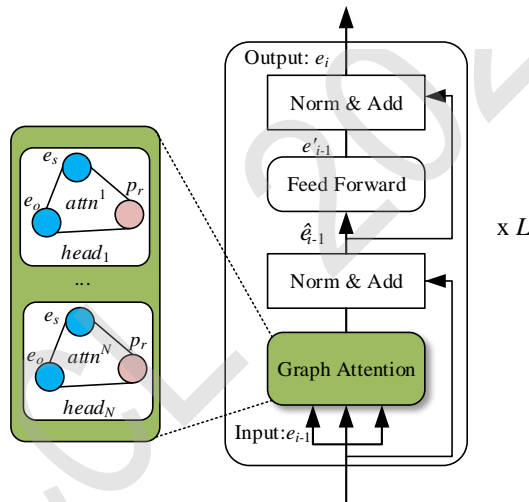 Output: e_i
Norm & Add
e'_{i-1}
Feed Forward
ê_{i-1}
Norm & Add
Graph Attention
Input:e_{i-1}
x L
e_s
e_o
p_r
attn^1
head_1
...
e_s
e_o
p_r
attn^N
head_N